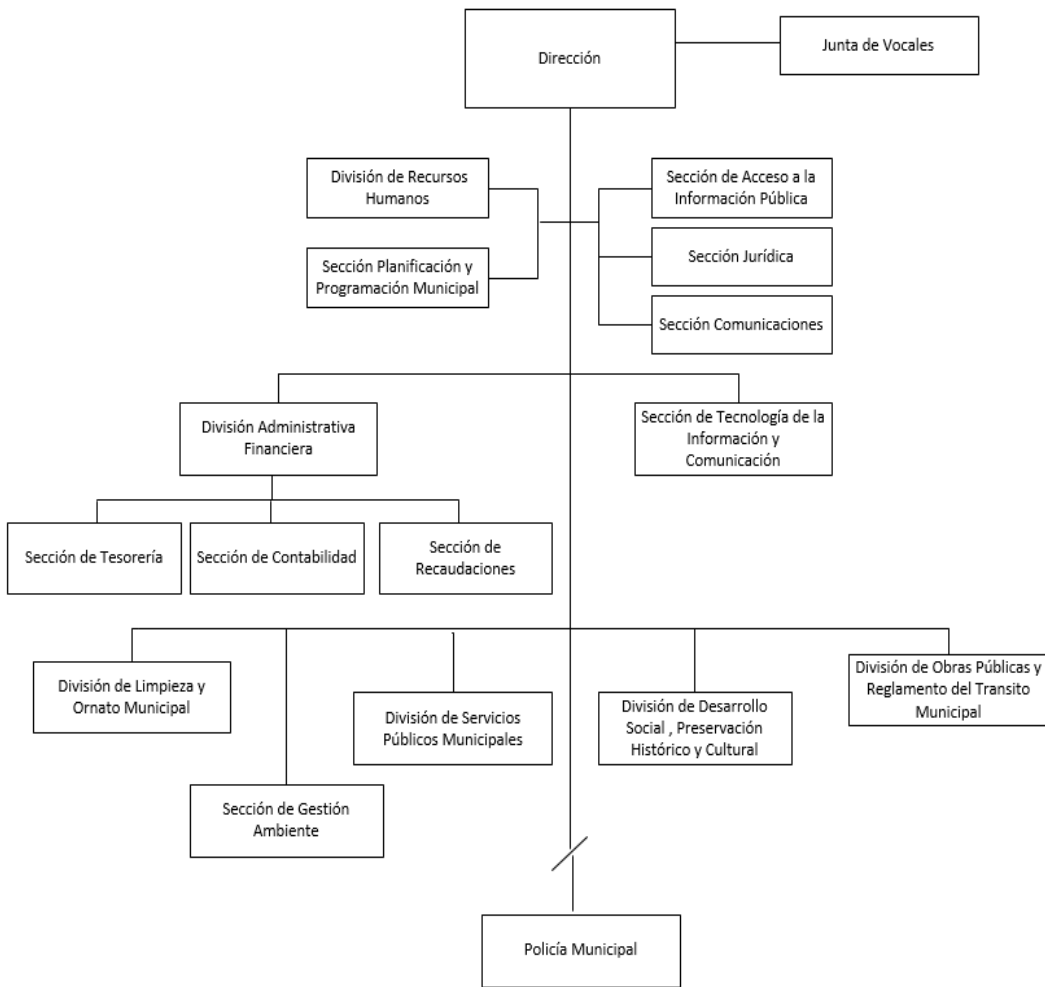 Dirección
Junta de Vocales
División de Recursos
Humanos
Sección de Acceso a la
Información Pública
Sección Planificación y
Programación Municipal
Sección Jurídica
Sección Comunicaciones
División Administrativa
Financiera
Sección de Tecnología de la
Información y
Comunicación
Sección de Tesorería
Sección de Contabilidad
Sección de
Recaudaciones
División de Limpieza y
Ornato Municipal
División de Servicios
Públicos Municipales
División de Desarrollo
Social , Preservación
Histórico y Cultural
División de Obras Públicas y
Reglamento del Transito
Municipal
Sección de Gestión
Ambiente
Policía Municipal